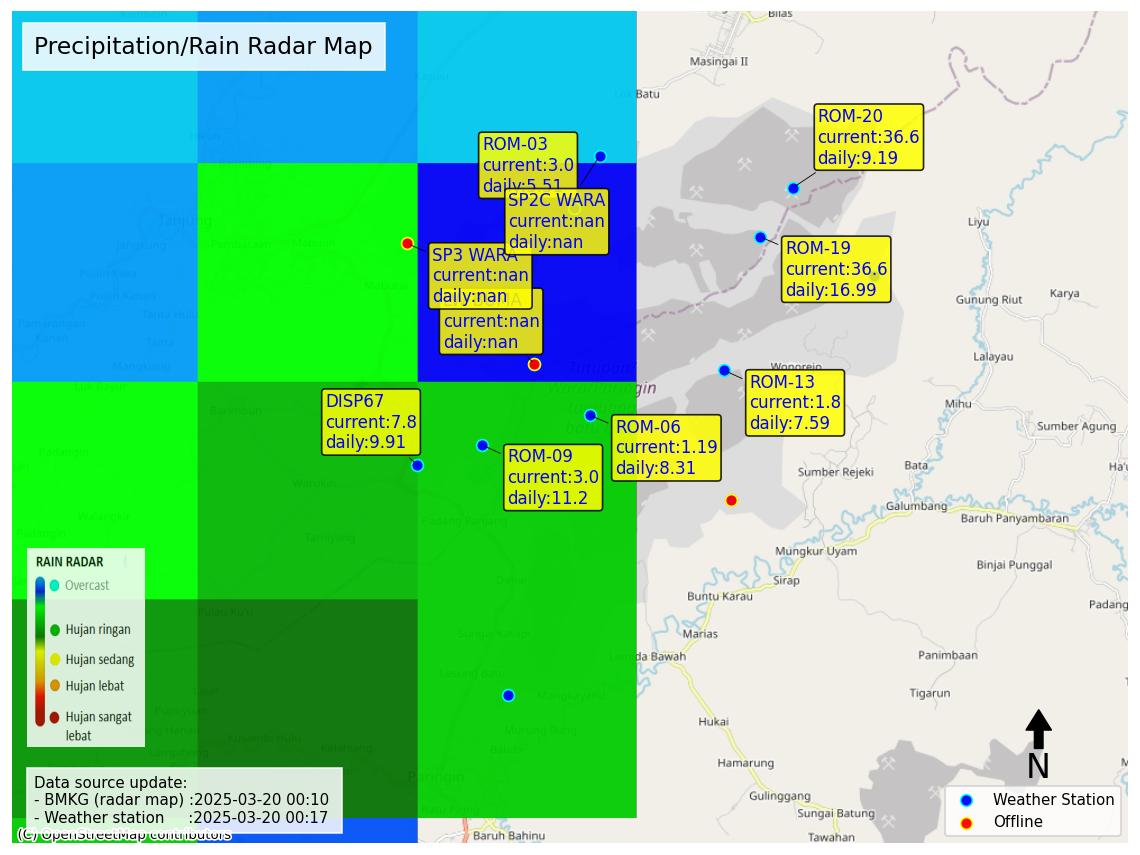 Precipitation/Rain Radar Map
Bilas
Masingai II
Batu
ROM-20
current:36.6
daily:9.19
ROM-03
current:3.0
daily:5.51
SP2C WARA
current:nan
daily:nan
ROM-19
current:36.6
daily:16.99
SP3 WARA
current:nan
daily:nan
current:nan
daily:nan
Tanjung
Liyu
Gunung Riut
Karya
Lalayau
Wonorejo
ROM-13
current:1.8
daily:7.59
DISP67
current:7.8
daily:9.91
ROM-06
current:1.19
daily:8.31
ROM-09
current:3.0
daily:11.2
Mabuun
Mangkupum
Mihu
Sumber Agung
Bata
Sumber Rejeki
Galumbang
Baruh Panyambaran
Mungkur Uyam
Binjai Punggal
Sirap
Buntu Karau
Padang
Marias
Lamida Bawah
Panimbaan
Tigarun
Hukai
Hamarung
Gulinggang
Sungai Batung
Tawahan
Padang Panjang
Dahai
Paringin
Baruh Bahinu
RAIN RADAR
Overcast
Hujan ringan
Hujan sedang
Hujan lebat
Hujan sangat
lebat
Data source update:
- BMKG (radar map) :2025-03-20 00:10
- Weather station :2025-03-20 00:17
(C) OpenStreetMap contributors
N
Weather Station
Offline